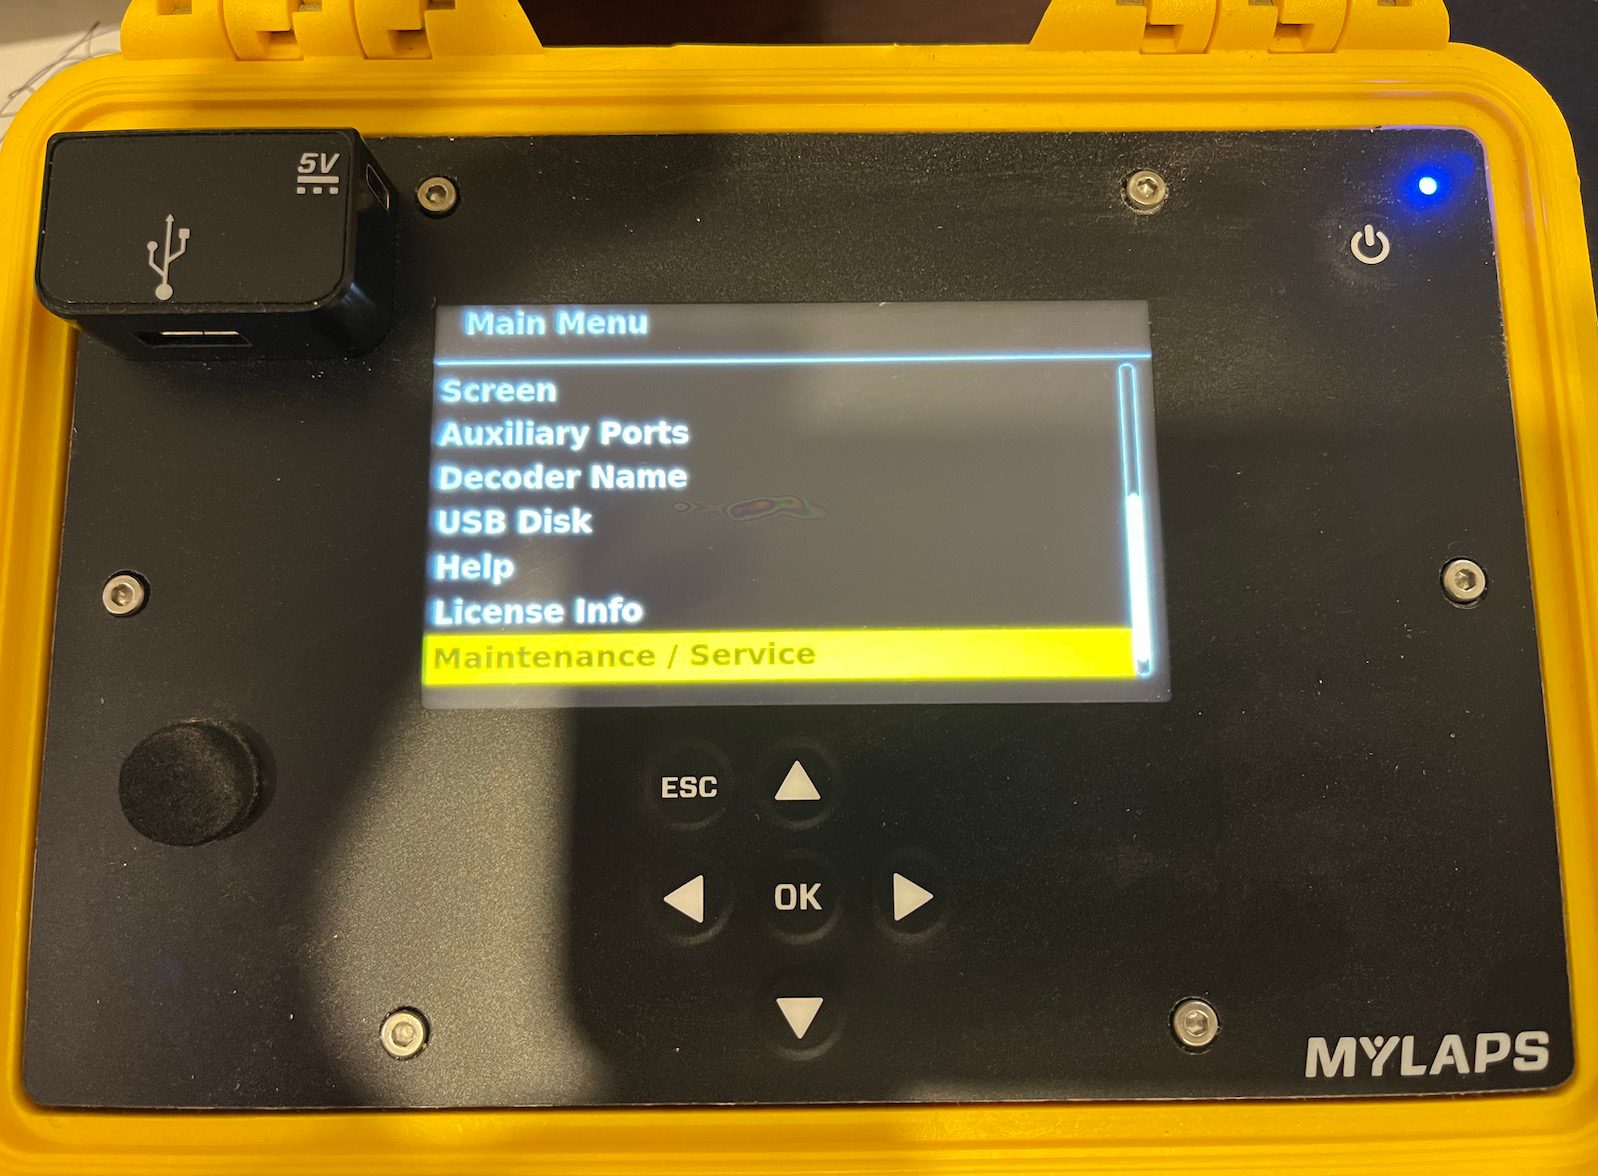 5V
Main Menu
Screen
Auxiliary Ports
Decoder Name
USB Disk
Help
License Info
Maintenance / Service
ESC
OK
MYLAPS